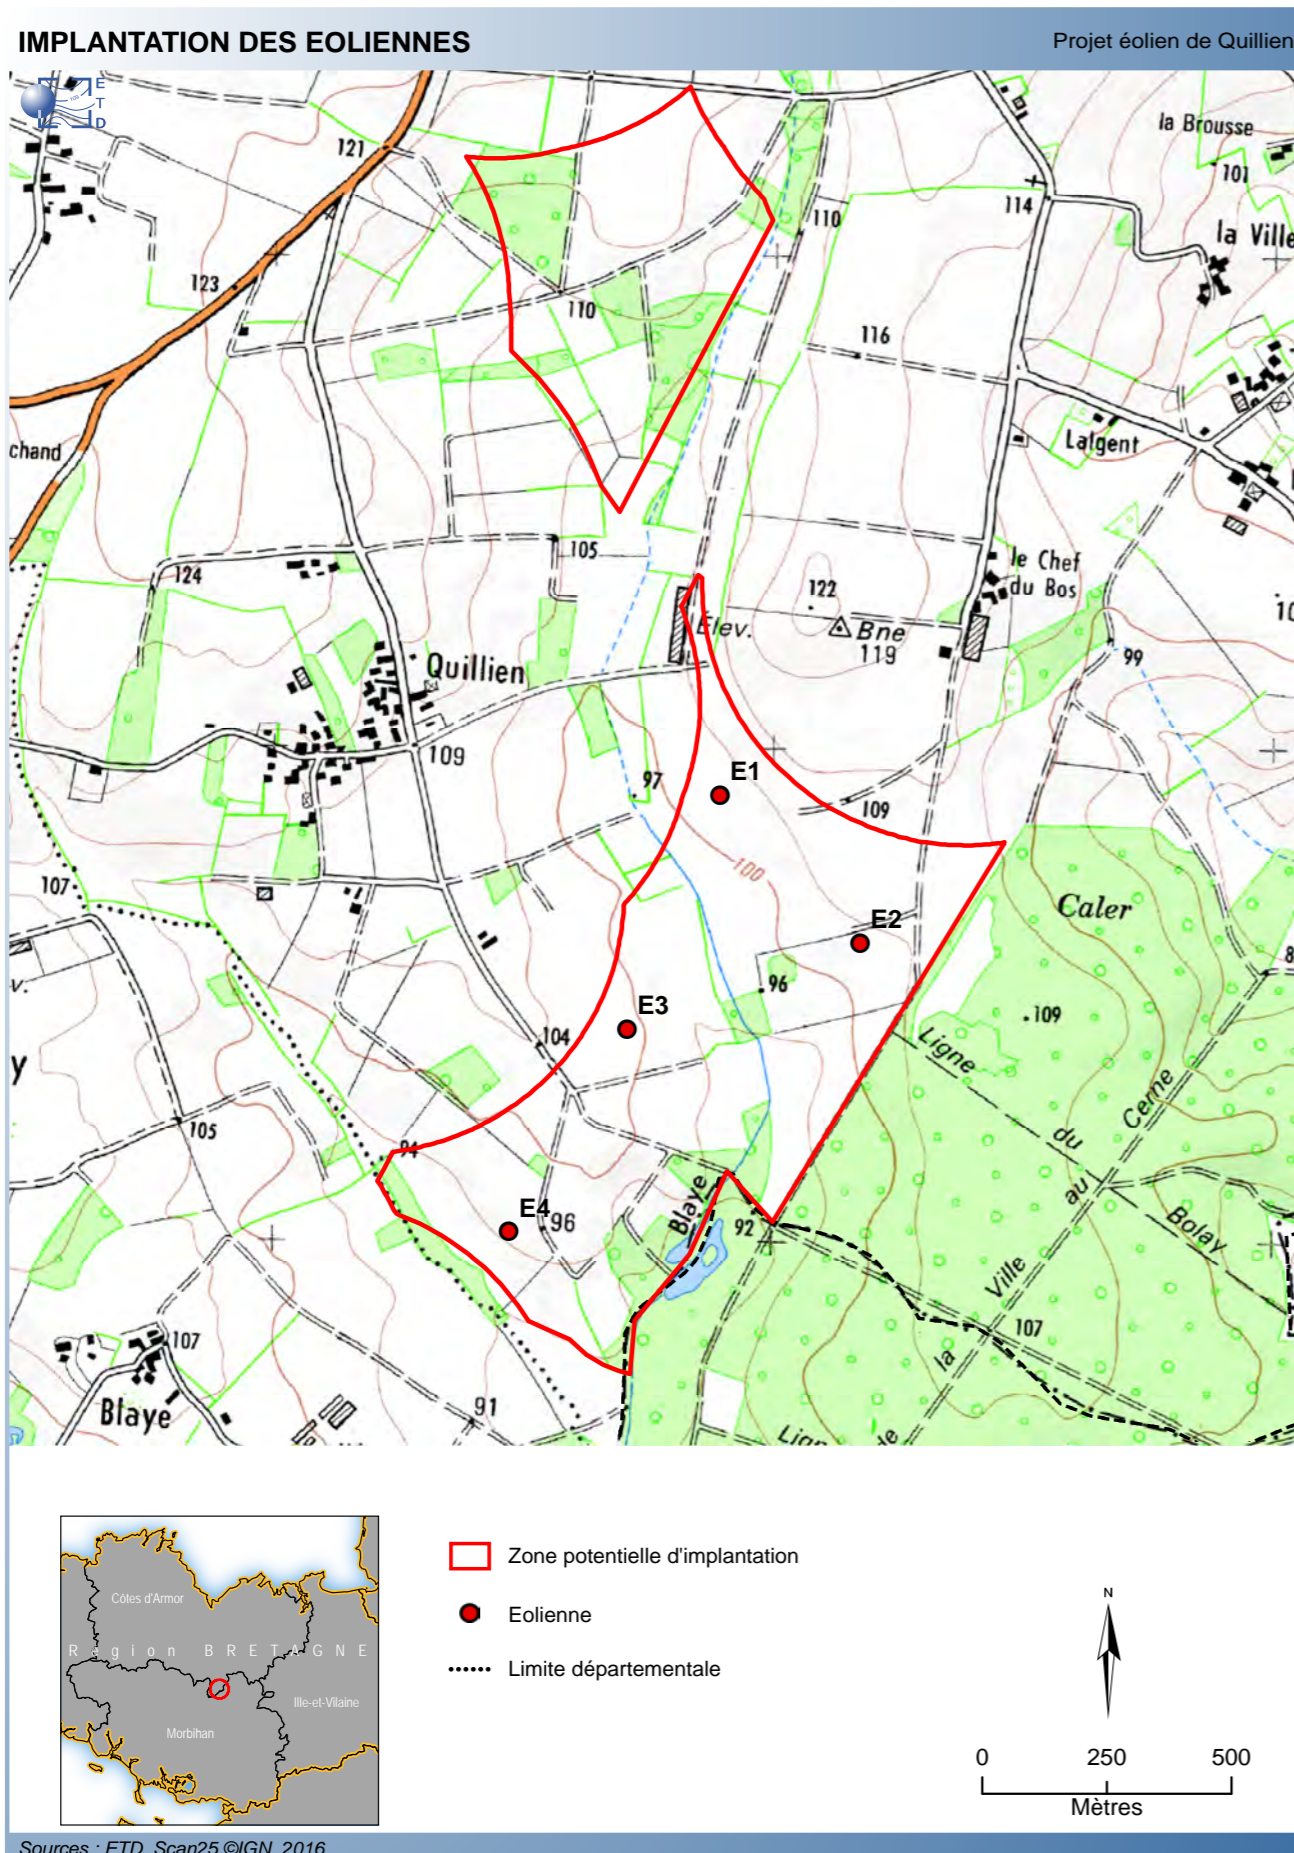 IMPLANTATION DES EOLIENNES
Projet éolien de Quillien
E
T
D
la Brousse
101
121
114
110
la Ville
123
110
116
chand
Lalgent
105
le Chef
du Bos
124
122
Élev.
Bne
119
99
Quillien
109
E1
97
109
107
100
Caler
E2
96
E3
109
104
Ligne
du
Bolay
Cerne
au
Ville
la
105
94
Blaye
E4
96
92
107
107
Blaye
91
de
Côtes d'Armor
Région BRETAGNE
Ille-et-Vilaine
Morbihan
Zone potentielle d'implantation
Eolienne
Limite départementale
N
0 250 500
Mètres
Sources : ETD, Scan25 ©IGN, 2016